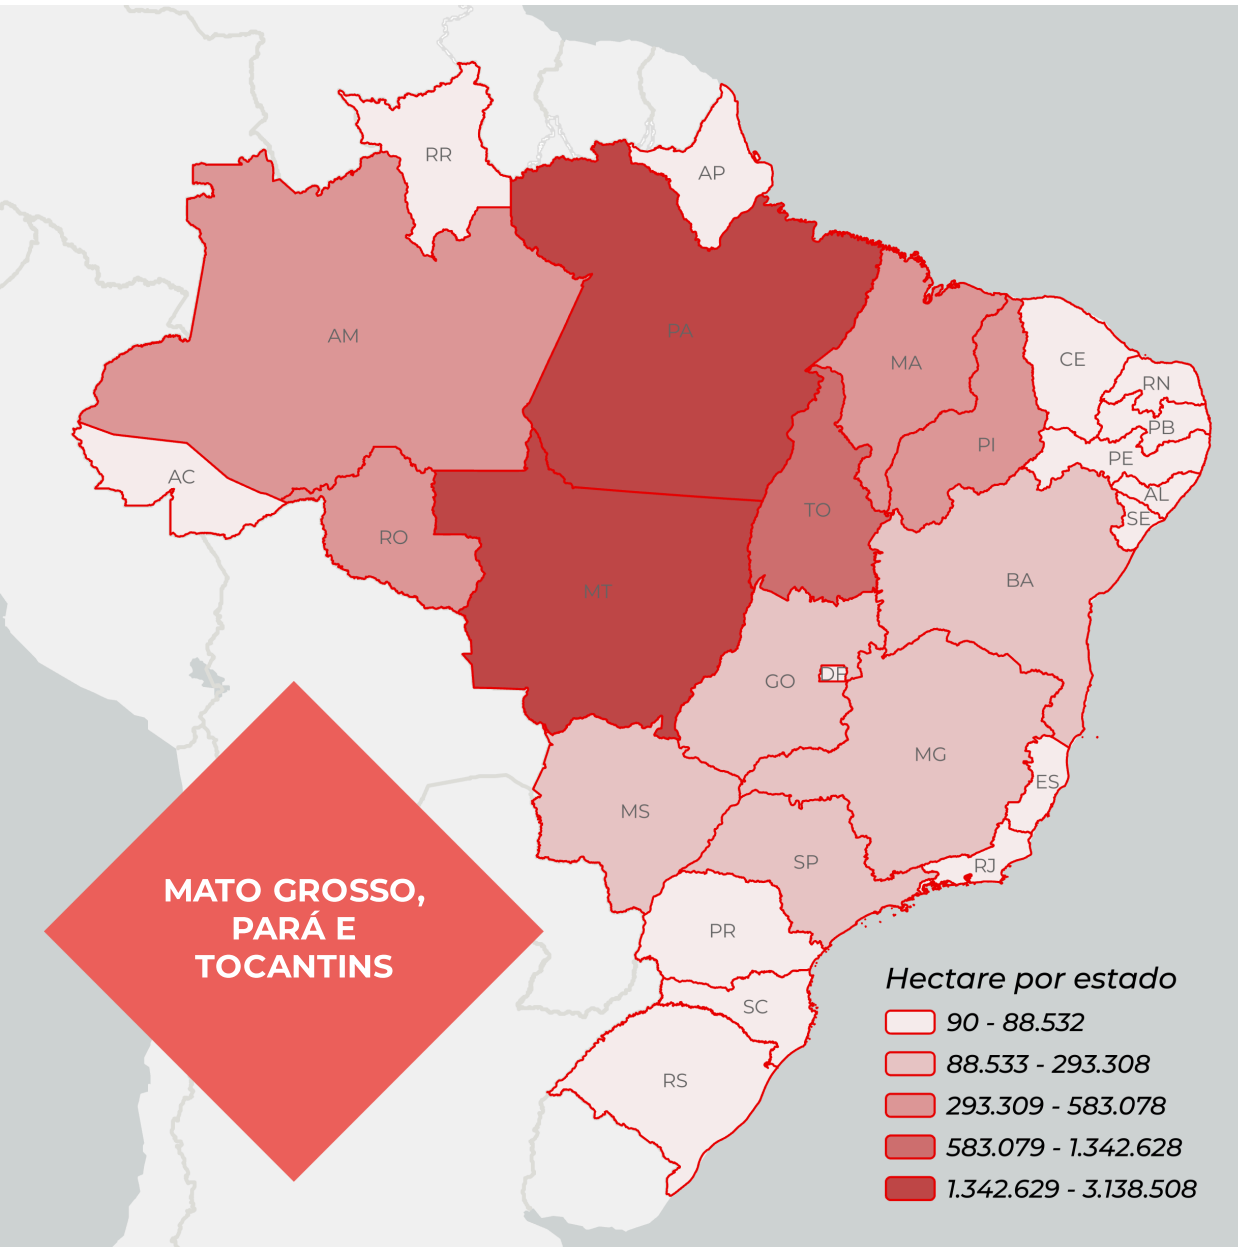 RR
AP
AM
PA
MA
CE
RN
PB
PI
PE
AC
AL
TO
SE
RO
BA
MT
GO
DF
MG
ES
MS
SP
RJ
MATO GROSSO,
PARÁ E
TOCANTINS
PR
SC
RS
Hectare por estado
90 - 88.532
88.533 - 293.308
293.309 - 583.078
583.079 - 1.342.628
1.342.629 - 3.138.508